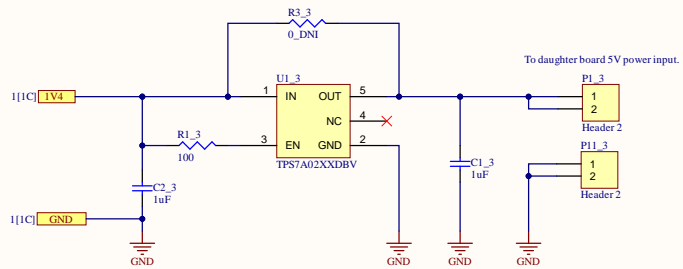 R3_3
0_DNI
To daughter board 5V power input.
U1_3
P1_3
1[1C] 1V4
1 IN OUT 5
1
2
Header 2
NC 4
R1_3
100
3 EN GND 2
TPS7A02XXDBV
P11_3
1
2
Header 2
C1_3
1uF
C2_3
1uF
1[1C] GND
GND
GND
GND
GND